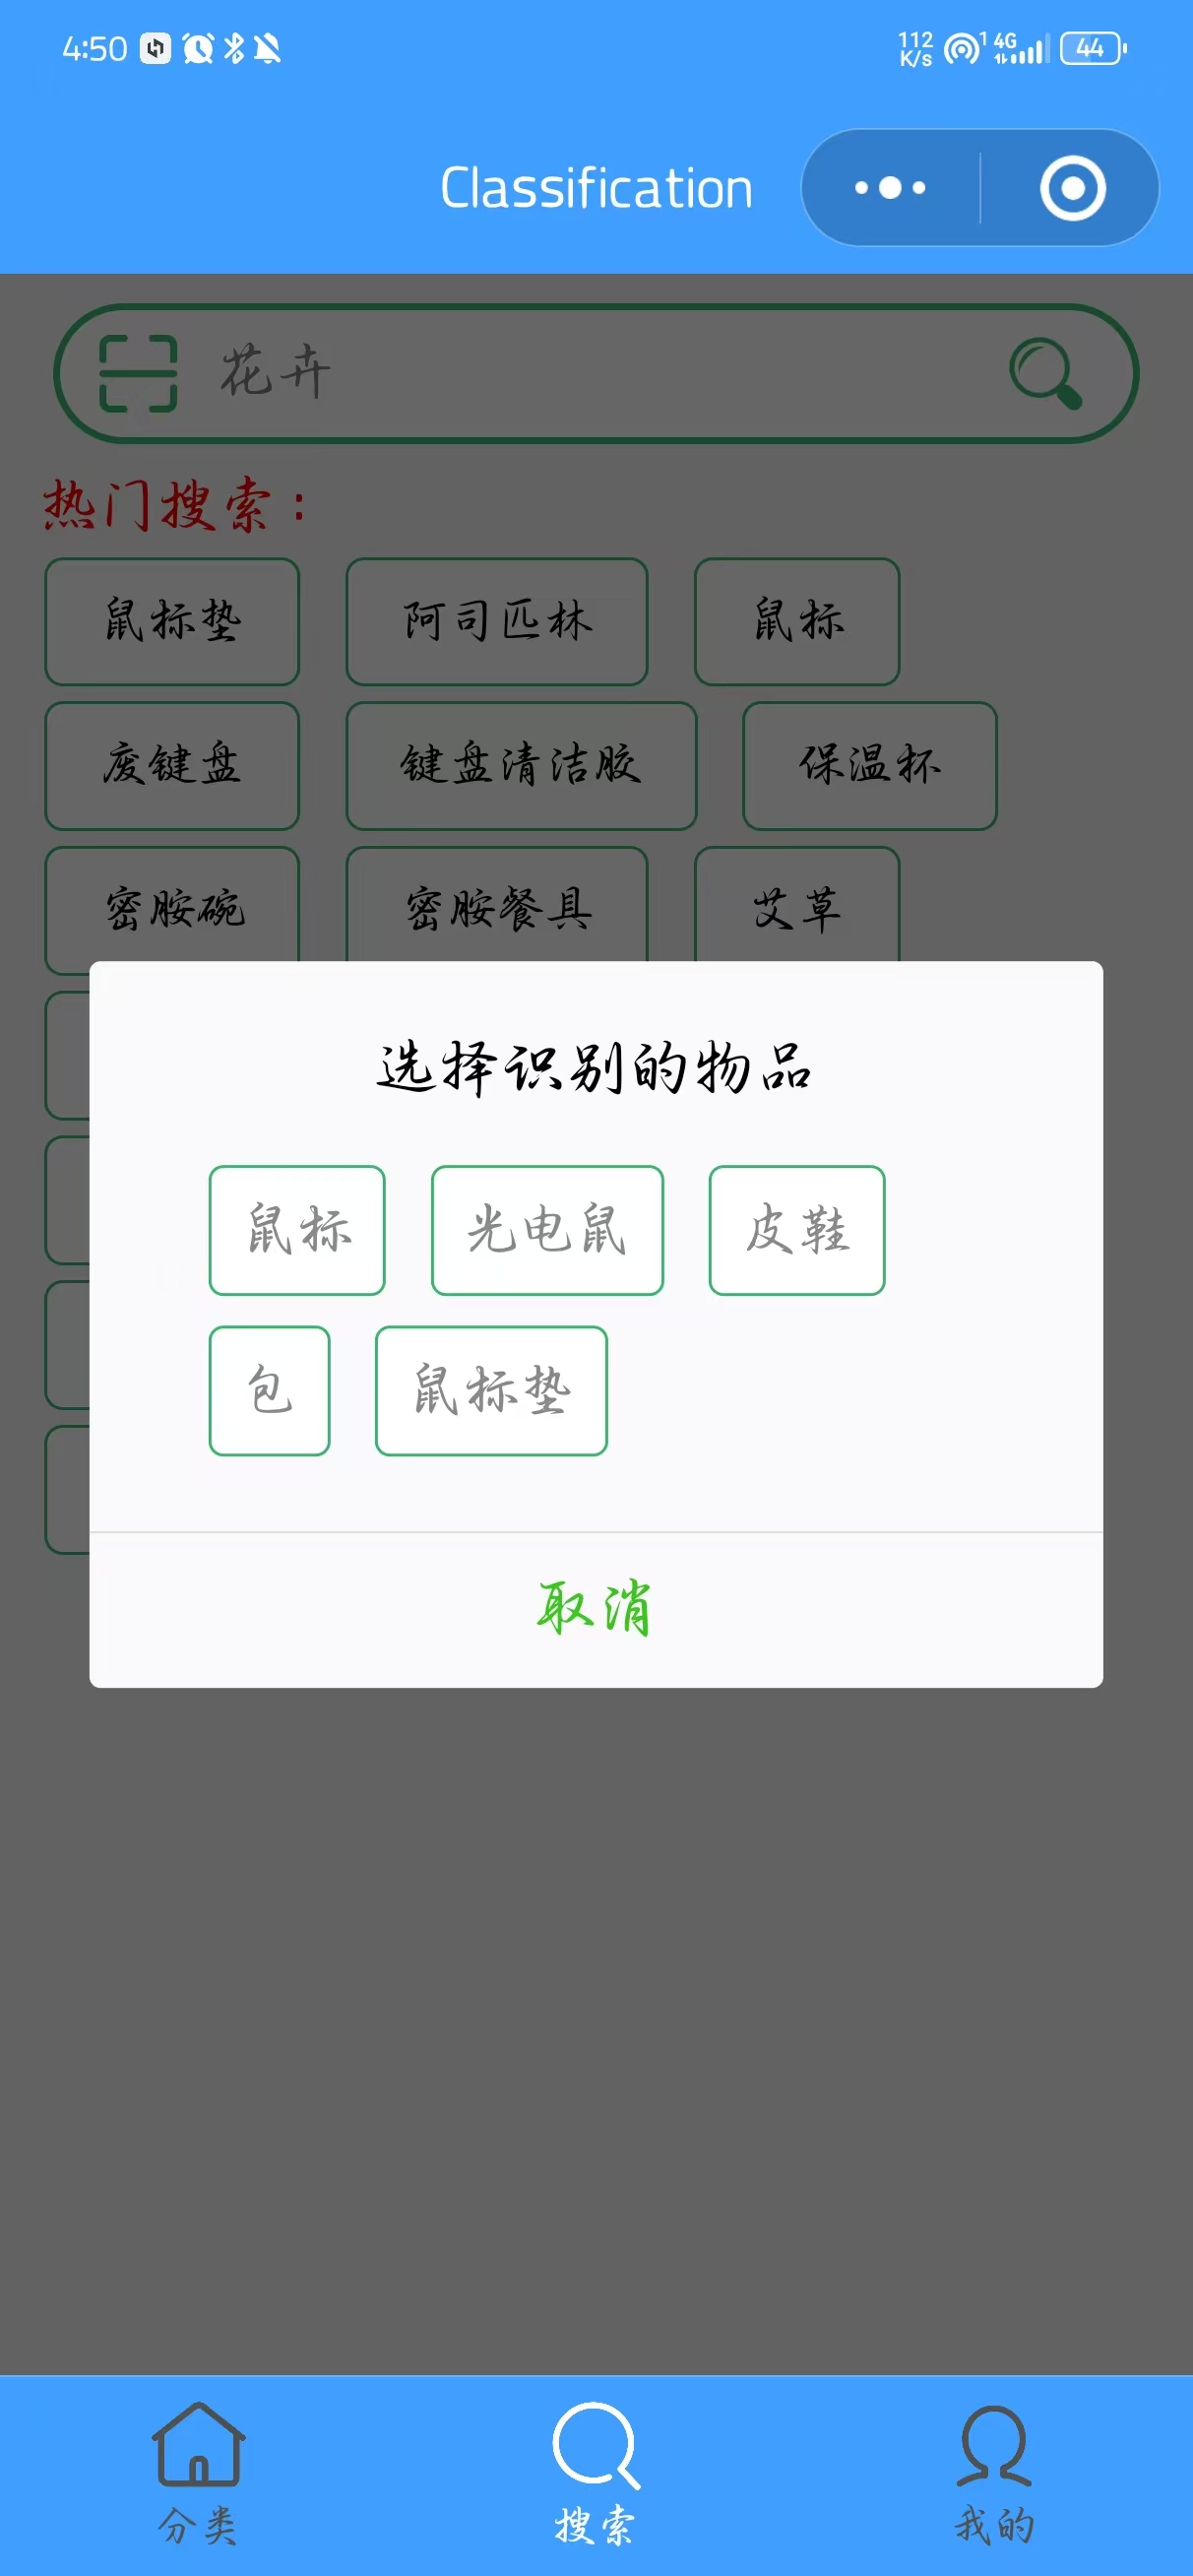 4:50 112 K/s 1 4G 44
Classification
花卉
热门搜索：
鼠标垫 阿司匹林 鼠标
废键盘 键盘清洁胶 保温杯
密胺碗 密胺餐具 艾草
选择识别的物品
鼠标 光电鼠 皮鞋
包 鼠标垫
取消
分类 搜索 我的